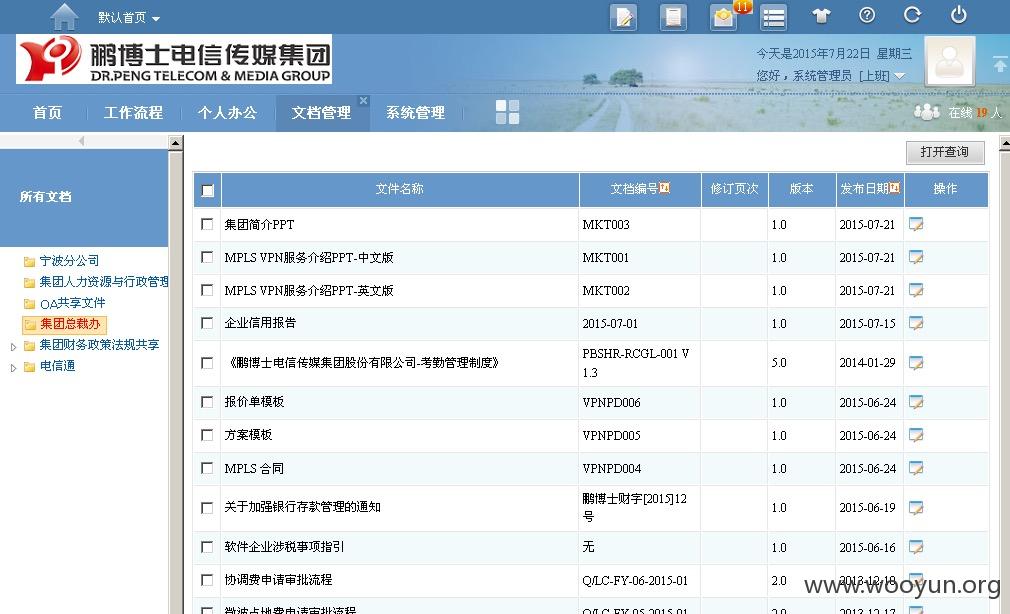 默认首页
11
鹏博士电信传媒集团
DR.PENG TELECOM & MEDIA GROUP
今天是2015年7月22日 星期三
您好，系统管理员 [上班]
首页 工作流程 个人办公 文档管理 系统管理
在线 19 人
打开查询
所有文档
宁波分公司
集团人力资源与行政管理
OA共享文件
集团总裁办
集团财务政策法规共享
电信通
文件名称 文档编号 修订页次 版本 发布日期 操作
集团简介PPT MKT003 1.0 2015-07-21
MPLS VPN服务介绍PPT-中文版 MKT001 1.0 2015-07-21
MPLS VPN服务介绍PPT-英文版 MKT002 1.0 2015-07-21
企业信用报告 2015-07-01 1.0 2015-07-15
《鹏博士电信传媒集团股份有限公司-考勤管理制度》 PBSHR-RCGL-001 V1.3 5.0 2014-01-29
报价单模板 VPNPD006 1.0 2015-06-24
方案模板 VPNPD005 1.0 2015-06-24
MPLS 合同 VPNPD004 1.0 2015-06-24
关于加强银行存款管理的通知 鹏博士财字[2015]12号 1.0 2015-06-19
软件企业涉税事项指引 无 1.0 2015-06-16
协调费申请审批流程 Q/LC-FY-06-2015-01 2.0 2013-12-18
微波占地费申请审批流程 Q/LC-FY-05-2015-01 2.0 2013-12-17
www.wooyun.org